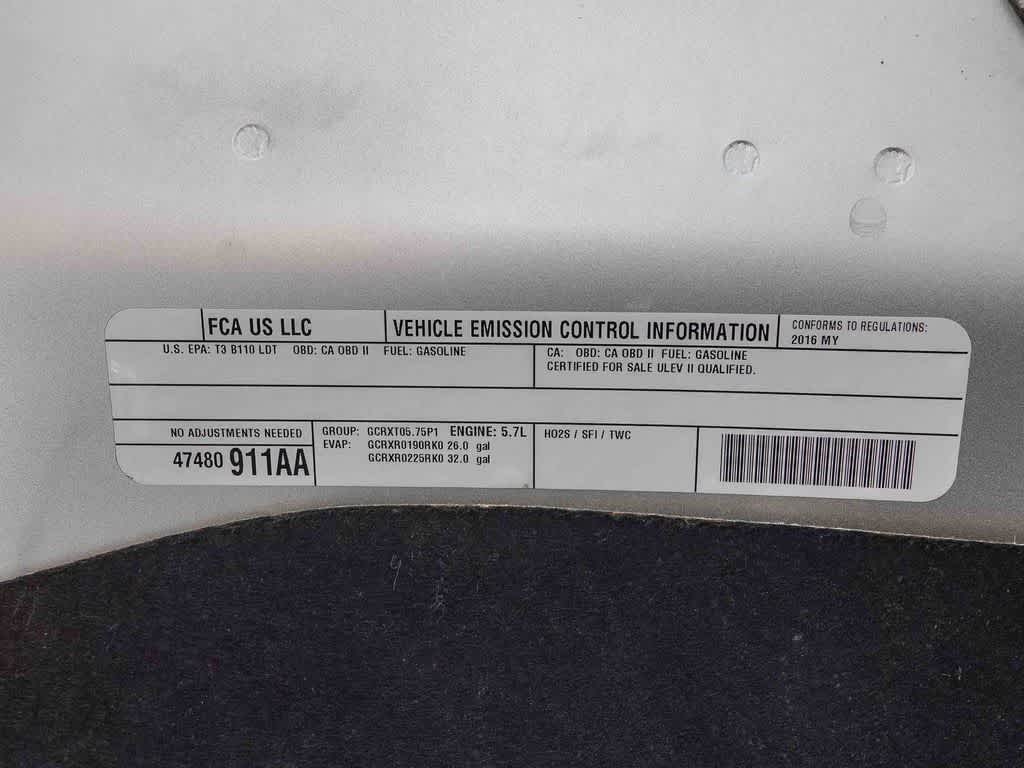 FCA US LLC
VEHICLE EMISSION CONTROL INFORMATION
CONFORMS TO REGULATIONS:
2016 MY
U.S. EPA: T3 B110 LDT OBD: CA OBD II FUEL: GASOLINE
CA: OBD: CA OBD II FUEL: GASOLINE
CERTIFIED FOR SALE ULEV II QUALIFIED.
NO ADJUSTMENTS NEEDED
47480 911AA
GROUP: GCRXT05.75P1 ENGINE: 5.7L
EVAP: GCRXR0190RK0 26.0 gal
GCRXR0225RK0 32.0 gal
HO2S / SFI / TWC